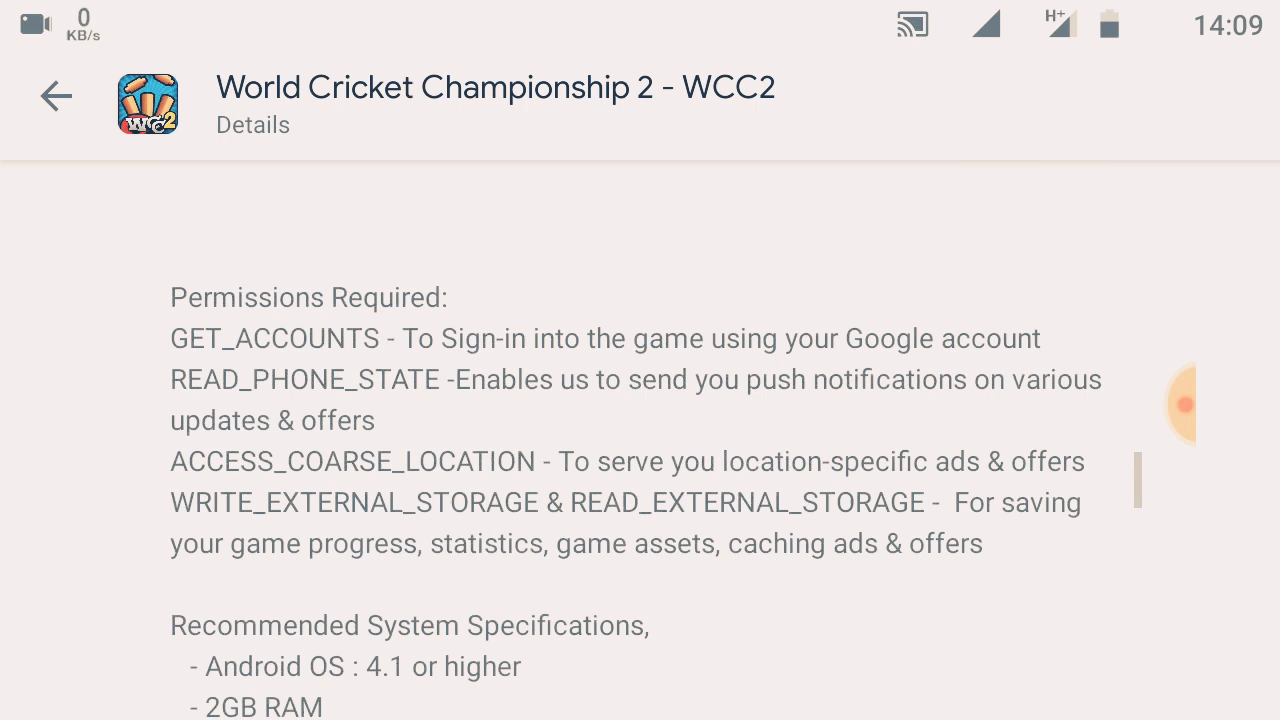 0
KB/s
H+
14:09
World Cricket Championship 2 - WCC2
Details
WC2
Permissions Required:
GET_ACCOUNTS - To Sign-in into the game using your Google account
READ_PHONE_STATE -Enables us to send you push notifications on various
updates & offers
ACCESS_COARSE_LOCATION - To serve you location-specific ads & offers
WRITE_EXTERNAL_STORAGE & READ_EXTERNAL_STORAGE -  For saving
your game progress, statistics, game assets, caching ads & offers
Recommended System Specifications,
- Android OS : 4.1 or higher
- 2GB RAM